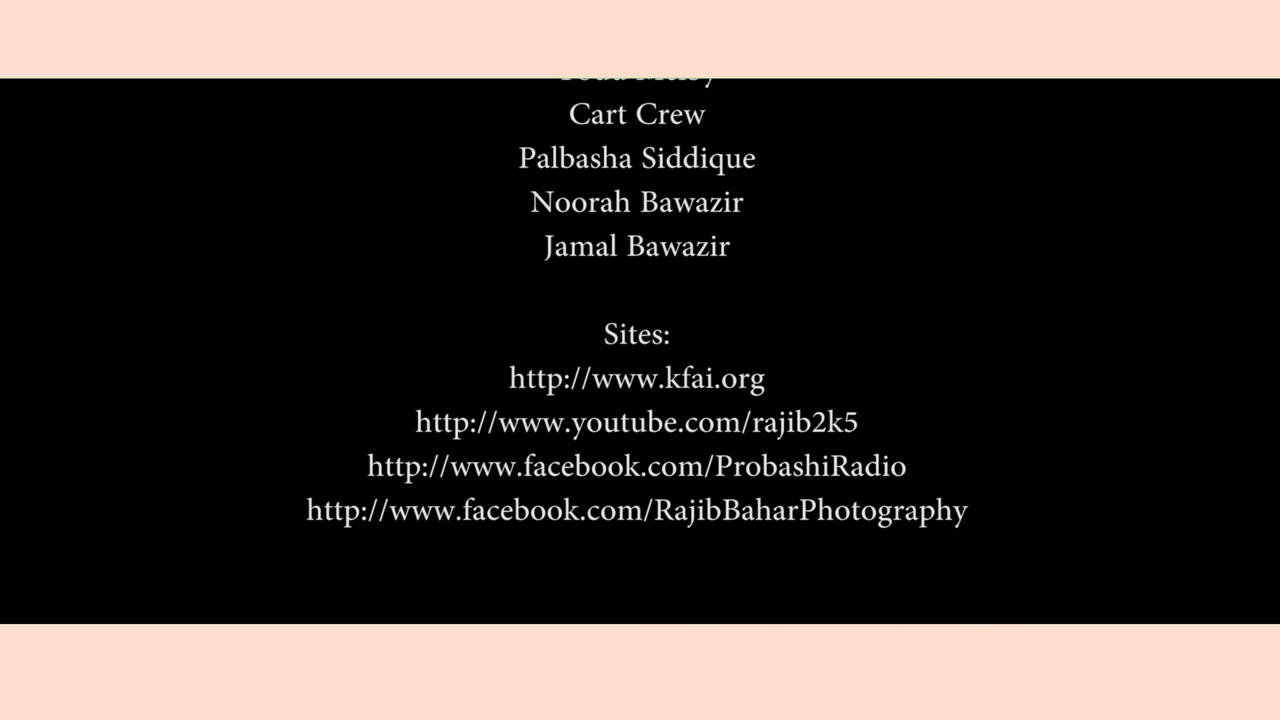 Cart Crew
Palbasha Siddique
Noorah Bawazir
Jamal Bawazir
Sites:
http://www.kfai.org
http://www.youtube.com/rajib2k5
http://www.facebook.com/ProbashiRadio
http://www.facebook.com/RajibBaharPhotography